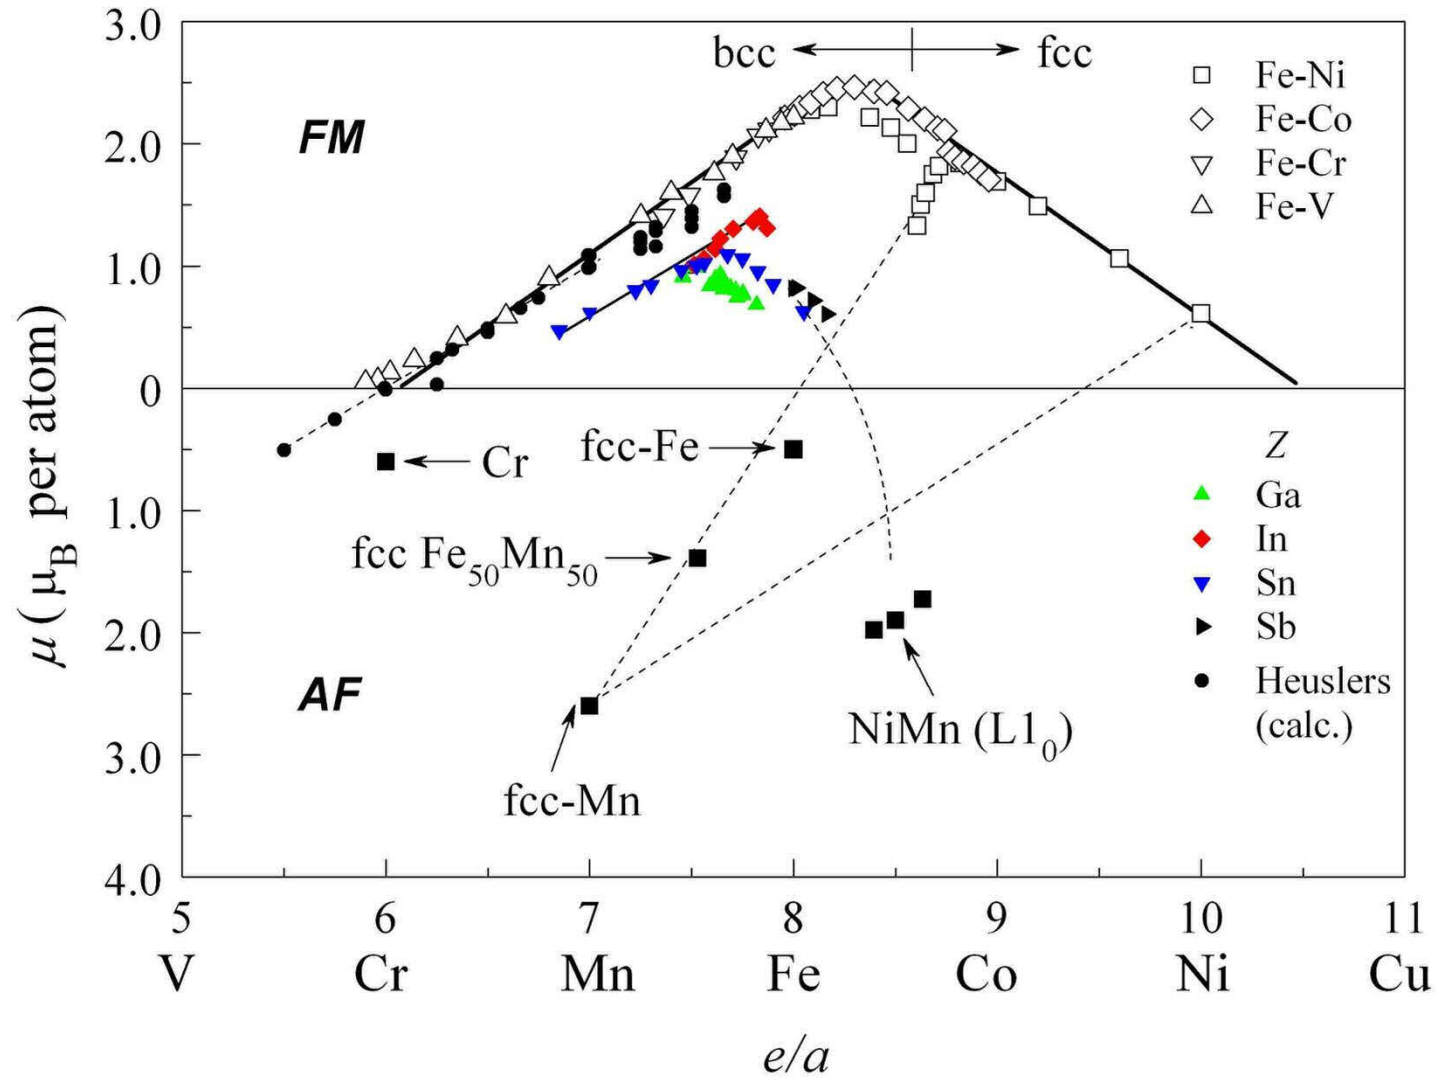 3.0
2.0
1.0
0
1.0
2.0
3.0
4.0
μ ( μB per atom)
FM
AF
bcc
fcc
Fe-Ni
Fe-Co
Fe-Cr
Fe-V
Cr
fcc-Fe
fcc Fe50Mn50
fcc-Mn
NiMn (L10)
Z
Ga
In
Sn
Sb
Heuslers
(calc.)
5 6 7 8 9 10 11
V Cr Mn Fe Co Ni Cu
e/a